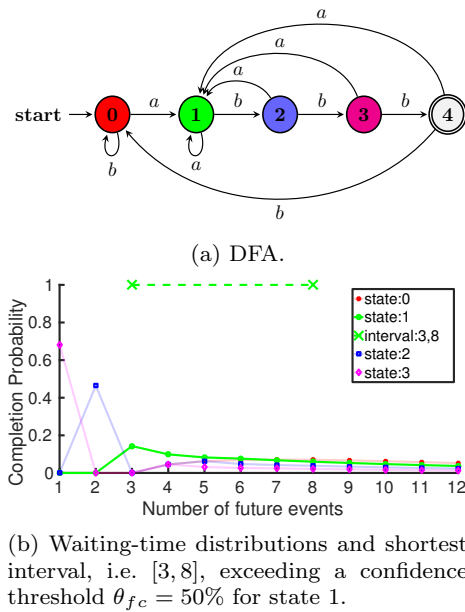 a
a
a
start
0
a
1
b
2
b
3
b
4
b
a
b
(a) DFA.
Completion Probability
1
0.8
0.6
0.4
0.2
0
state:0
state:1
interval:3,8
state:2
state:3
1 2 3 4 5 6 7 8 9 10 11 12
Number of future events
(b) Waiting-time distributions and shortest
interval, i.e. [3, 8], exceeding a confidence
threshold θfc = 50% for state 1.